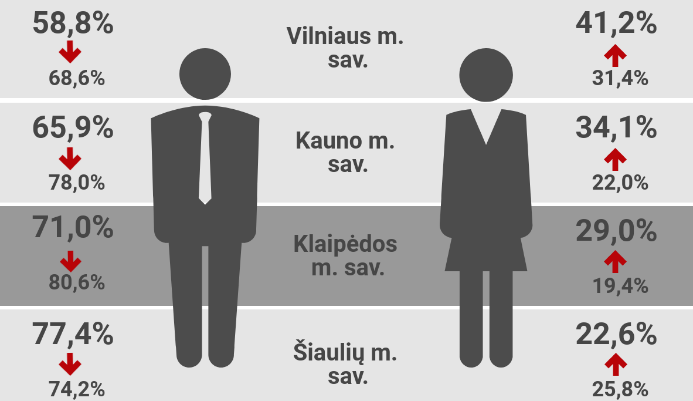 58,8%
68,6%
Vilniaus m.
sav.
41,2%
31,4%
65,9%
78,0%
Kauno m.
sav.
34,1%
22,0%
71,0%
80,6%
Klaipėdos
m. sav.
29,0%
19,4%
77,4%
74,2%
Šiaulių m.
sav.
22,6%
25,8%